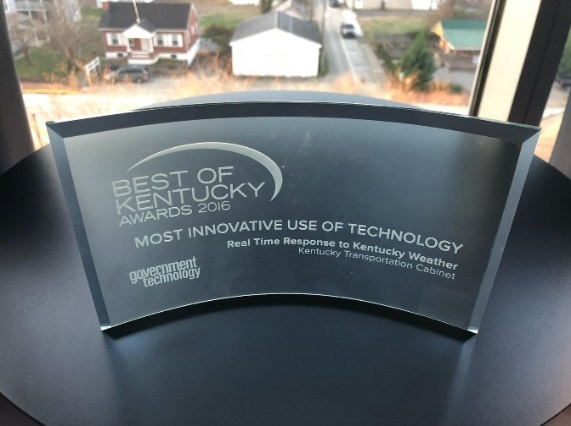 BEST OF
KENTUCKY
AWARDS 2016
MOST INNOVATIVE USE OF TECHNOLOGY
Real Time Response to Kentucky Weather
Kentucky Transportation Cabinet
government
technology